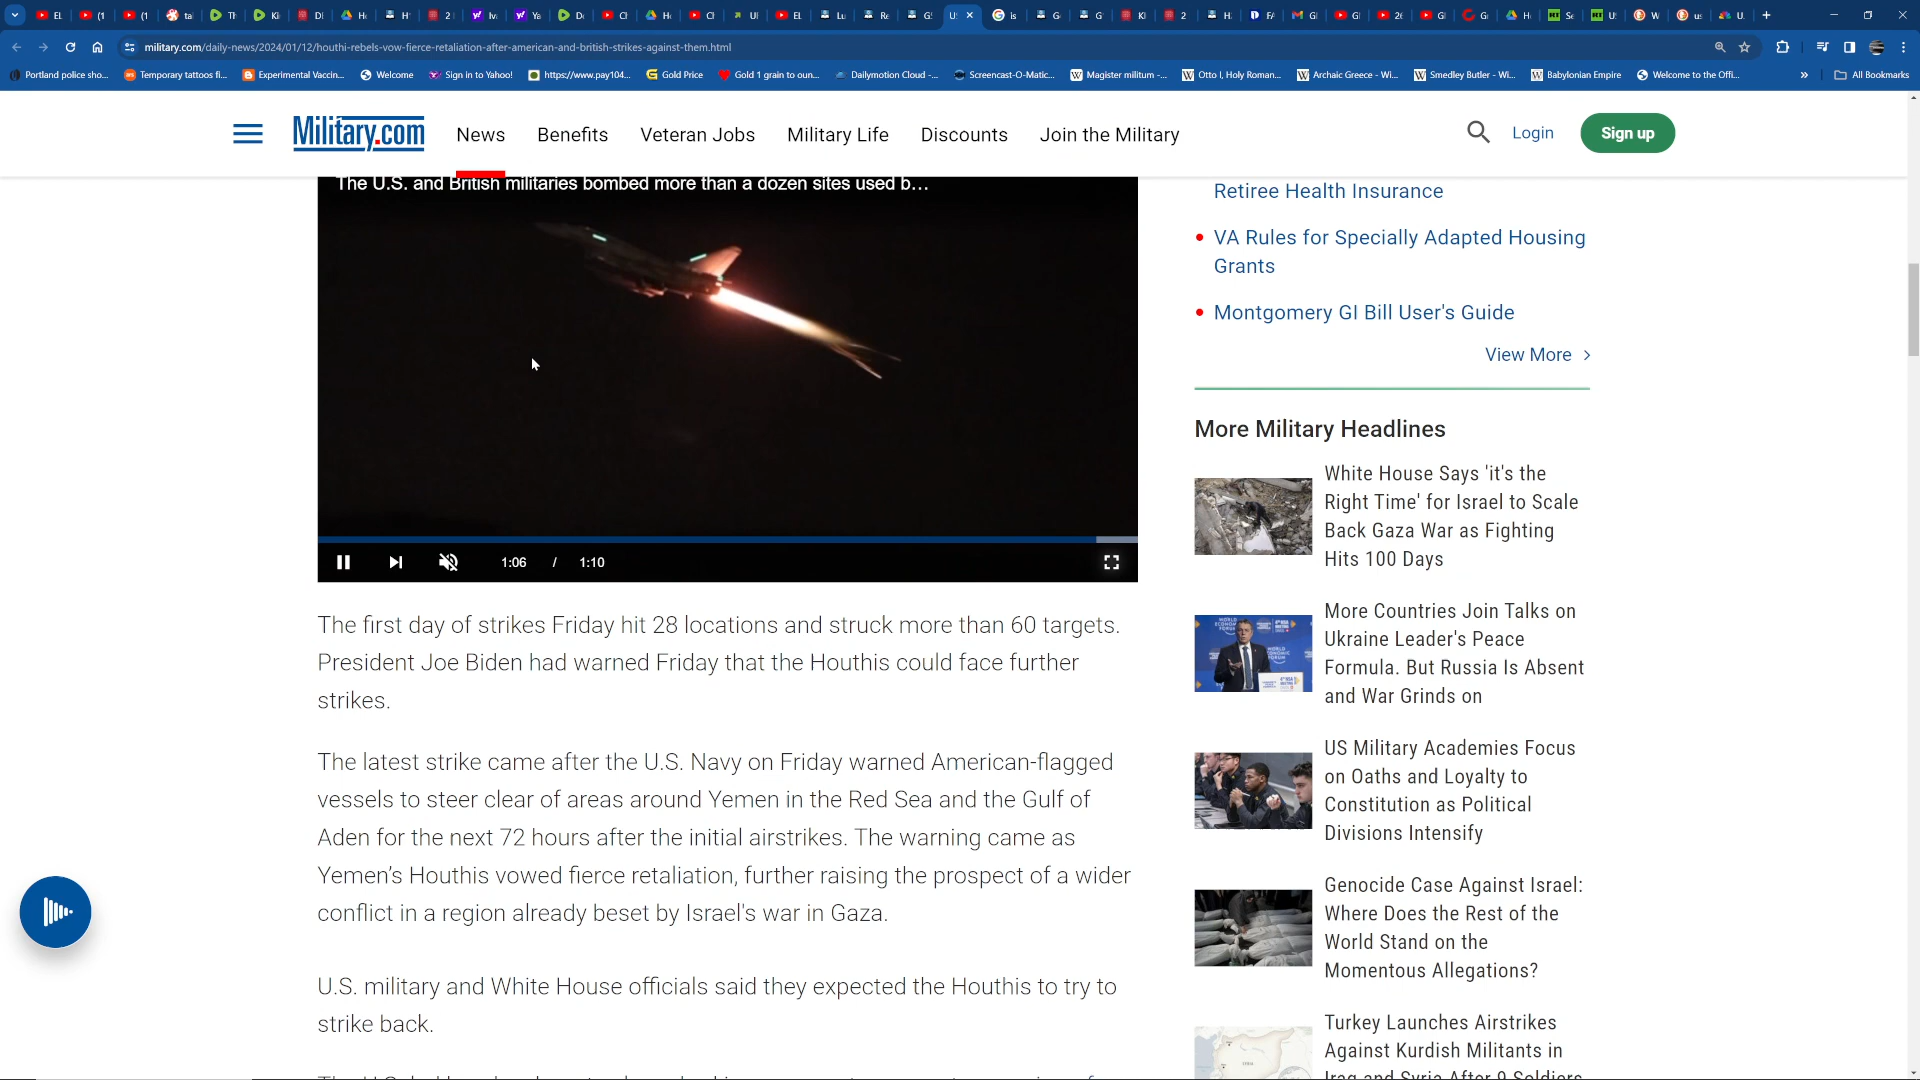 military.com/daily-news/2024/01/12/houthi-rebels-vow-fierce-retaliation-after-american-and-british-strikes-against-them.html
Portland police sho... Temporary tattoos fi... Experimental Vaccin... Welcome Sign in to Yahoo! https://www.pay104... Gold Price Gold 1 grain to oun... Dailymotion Cloud -... Screencast-O-Matic... Magister militum -... Otto I, Holy Roman... Archaic Greece - Wi... Smedley Butler - Wi... Babylonian Empire Welcome to the Offi... » All Bookmarks
Military.com News Benefits Veteran Jobs Military Life Discounts Join the Military Login Sign up
The U.S. and British militaries bombed more than a dozen sites used b...
1:06 / 1:10
The first day of strikes Friday hit 28 locations and struck more than 60 targets.
President Joe Biden had warned Friday that the Houthis could face further
strikes.
The latest strike came after the U.S. Navy on Friday warned American-flagged
vessels to steer clear of areas around Yemen in the Red Sea and the Gulf of
Aden for the next 72 hours after the initial airstrikes. The warning came as
Yemen’s Houthis vowed fierce retaliation, further raising the prospect of a wider
conflict in a region already beset by Israel's war in Gaza.
U.S. military and White House officials said they expected the Houthis to try to
strike back.
Retiree Health Insurance
VA Rules for Specially Adapted Housing
Grants
Montgomery GI Bill User's Guide
View More
More Military Headlines
White House Says 'it's the
Right Time' for Israel to Scale
Back Gaza War as Fighting
Hits 100 Days
More Countries Join Talks on
Ukraine Leader's Peace
Formula. But Russia Is Absent
and War Grinds on
US Military Academies Focus
on Oaths and Loyalty to
Constitution as Political
Divisions Intensify
Genocide Case Against Israel:
Where Does the Rest of the
World Stand on the
Momentous Allegations?
Turkey Launches Airstrikes
Against Kurdish Militants in
Iraq and Syria After 9 Soldiers